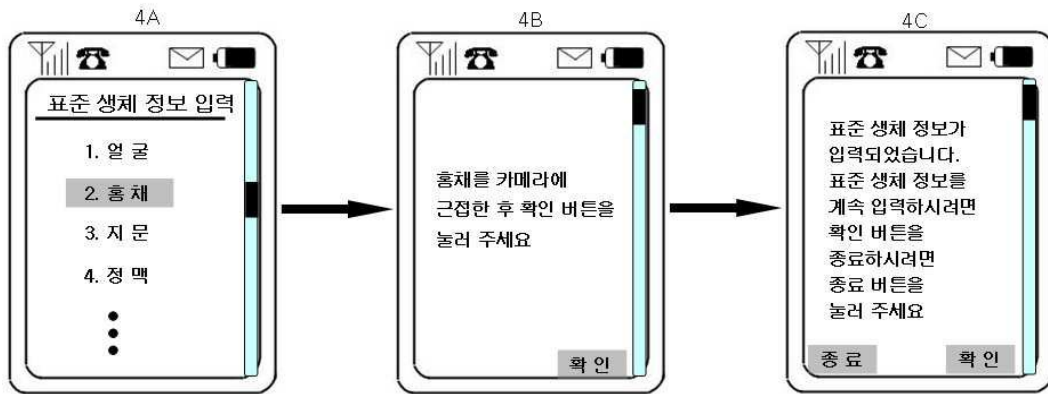 4A
표준 생체 정보 입력
1. 얼 굴
2. 홍 채
3. 지 문
4. 정 맥
4B
홍채를 카메라에
근접한 후 확인 버튼을
눌러 주세요
확 인
4C
표준 생체 정보가
입력되었습니다.
표준 생체 정보를
계속 입력하시려면
확인 버튼을
종료하시려면
종료 버튼을
눌러 주세요
종 료
확 인